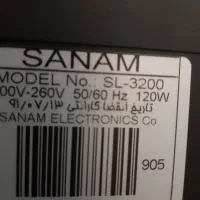 SANAM
MODEL No.: SL-3200
00V-260V 50/60 Hz 120W
تاریخ انقضا گارانتی ۹۱/۰۷/۱۳
SANAM ELECTRONICS Co
905